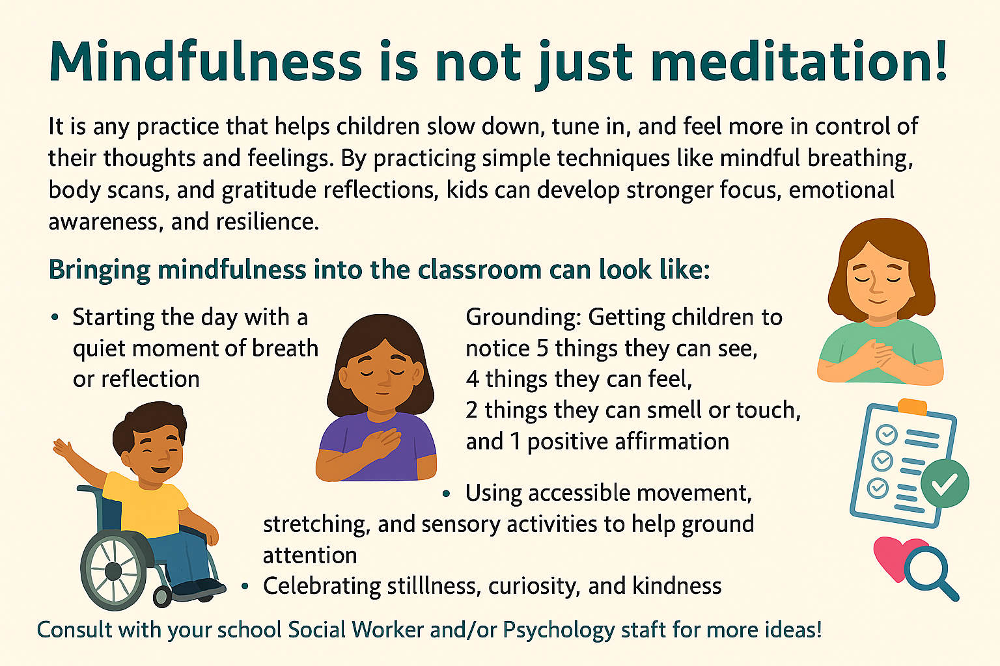 Mindfulness is not just meditation!
It is any practice that helps children slow down, tune in, and feel more in control of
their thoughts and feelings. By practicing simple techniques like mindful breathing,
body scans, and gratitude reflections, kids can develop stronger focus, emotional
awareness, and resilience.
Bringing mindfulness into the classroom can look like:
• Starting the day with a
quiet moment of breath
or reflection
Grounding: Getting children to
notice 5 things they can see,
4 things they can feel,
2 things they can smell or touch,
and 1 positive affirmation
• Using accessible movement,
stretching, and sensory activities to help ground
attention
• Celebrating stilllness, curiosity, and kindness
Consult with your school Social Worker and/or Psychology staft for more ideas!